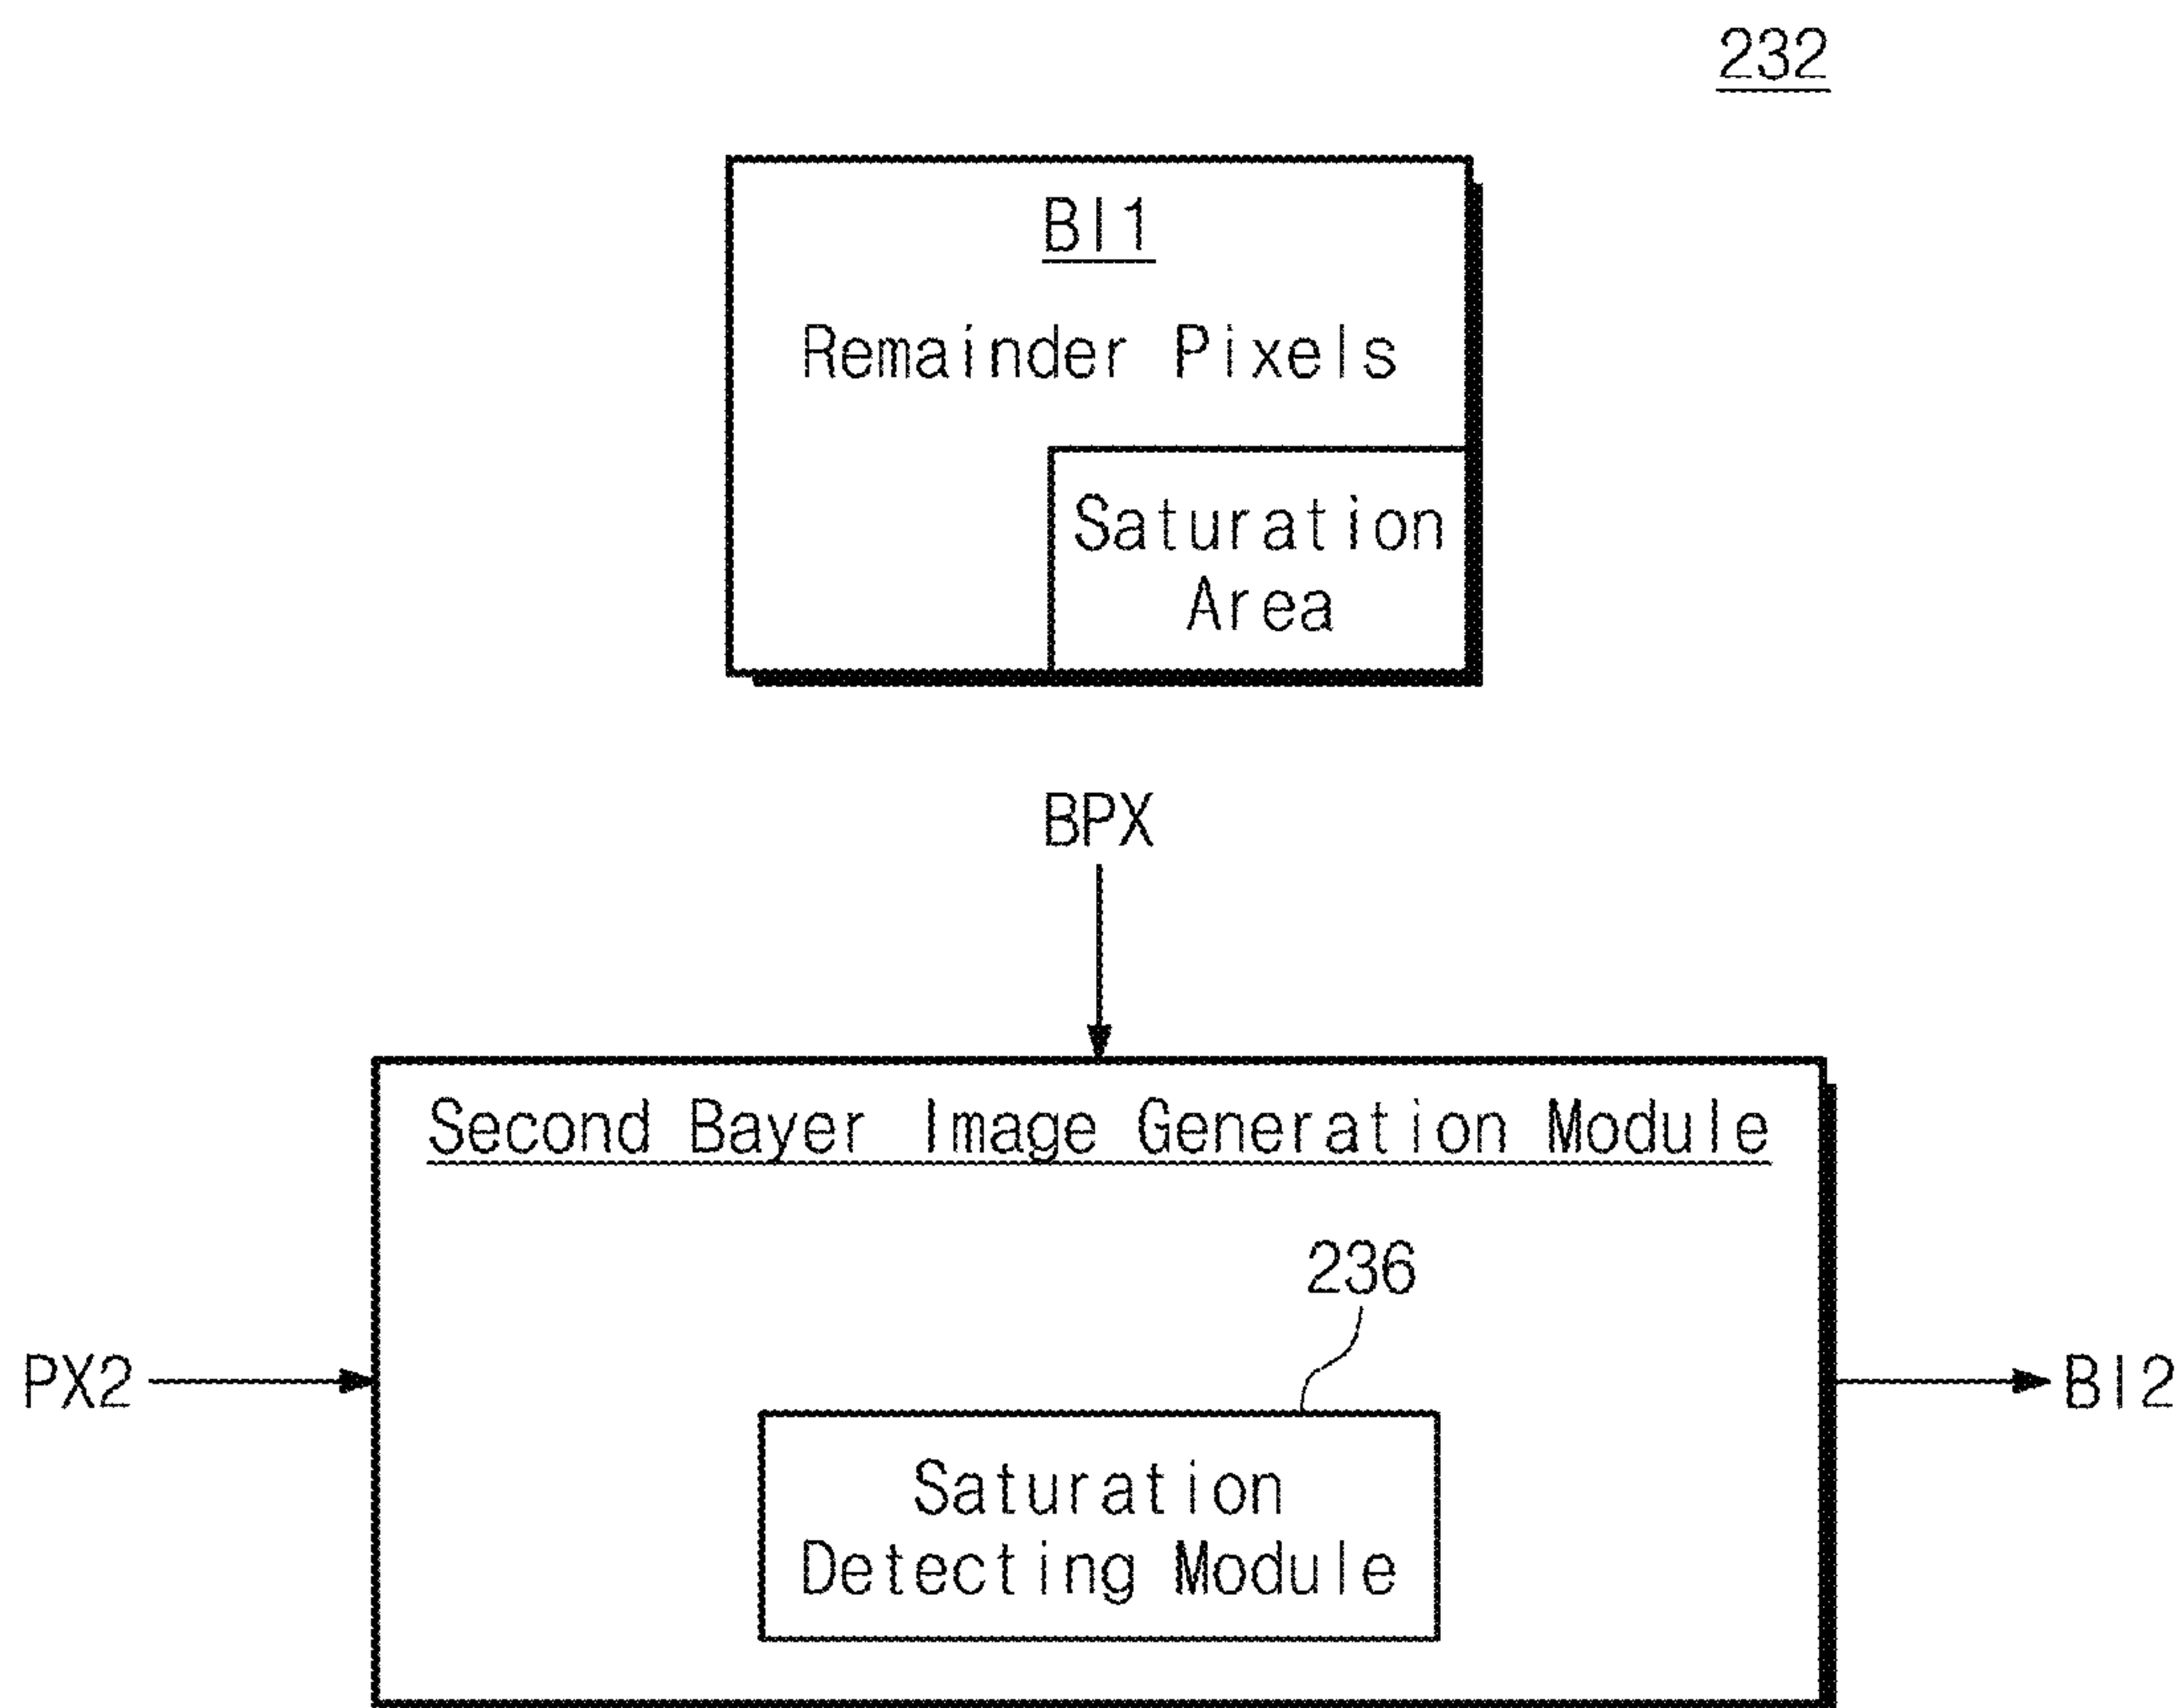 232
BI1
Remainder Pixels
Saturation
Area
BPX
Second Bayer Image Generation Module
236
PX2
BI2
Saturation
Detecting Module